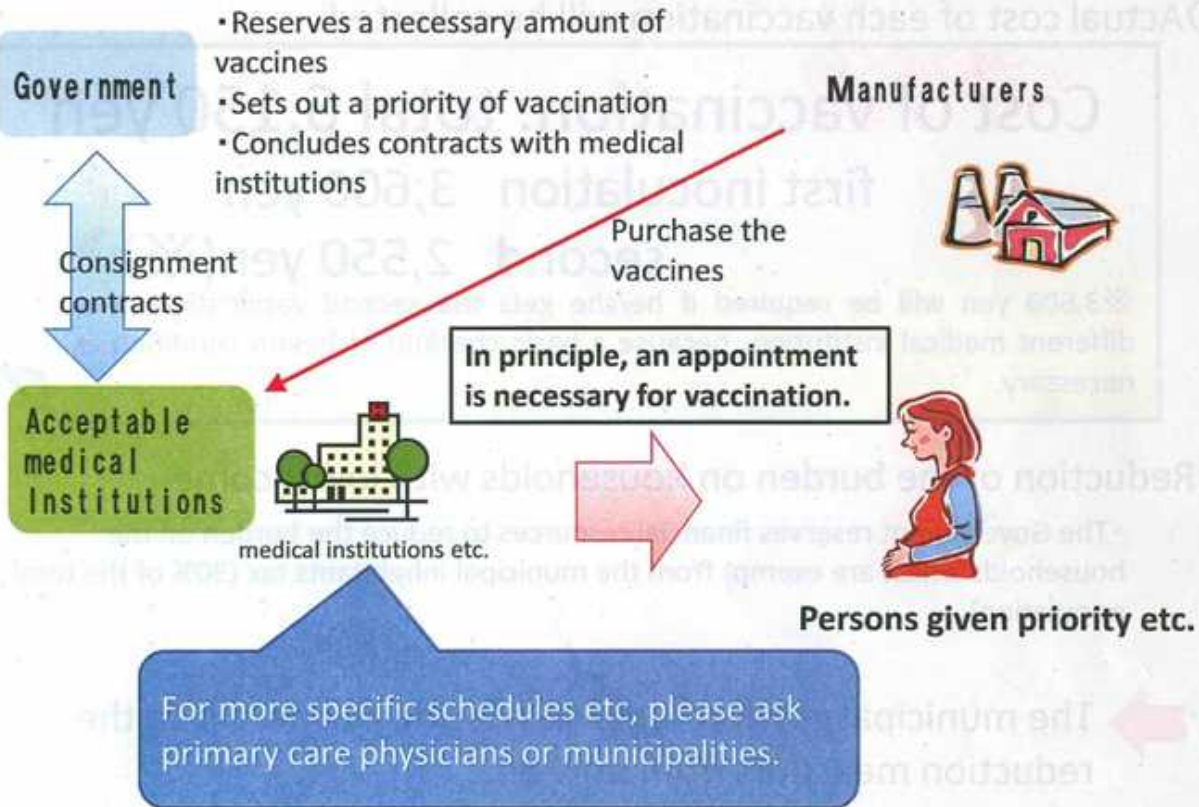 Government
・Reserves a necessary amount of
vaccines
・Sets out a priority of vaccination
・Concludes contracts with medical
institutions
Manufacturers
Consignment
contracts
Purchase the
vaccines
In principle, an appointment
is necessary for vaccination.
Acceptable
medical
Institutions
medical institutions etc.
Persons given priority etc.
For more specific schedules etc, please ask
primary care physicians or municipalities.